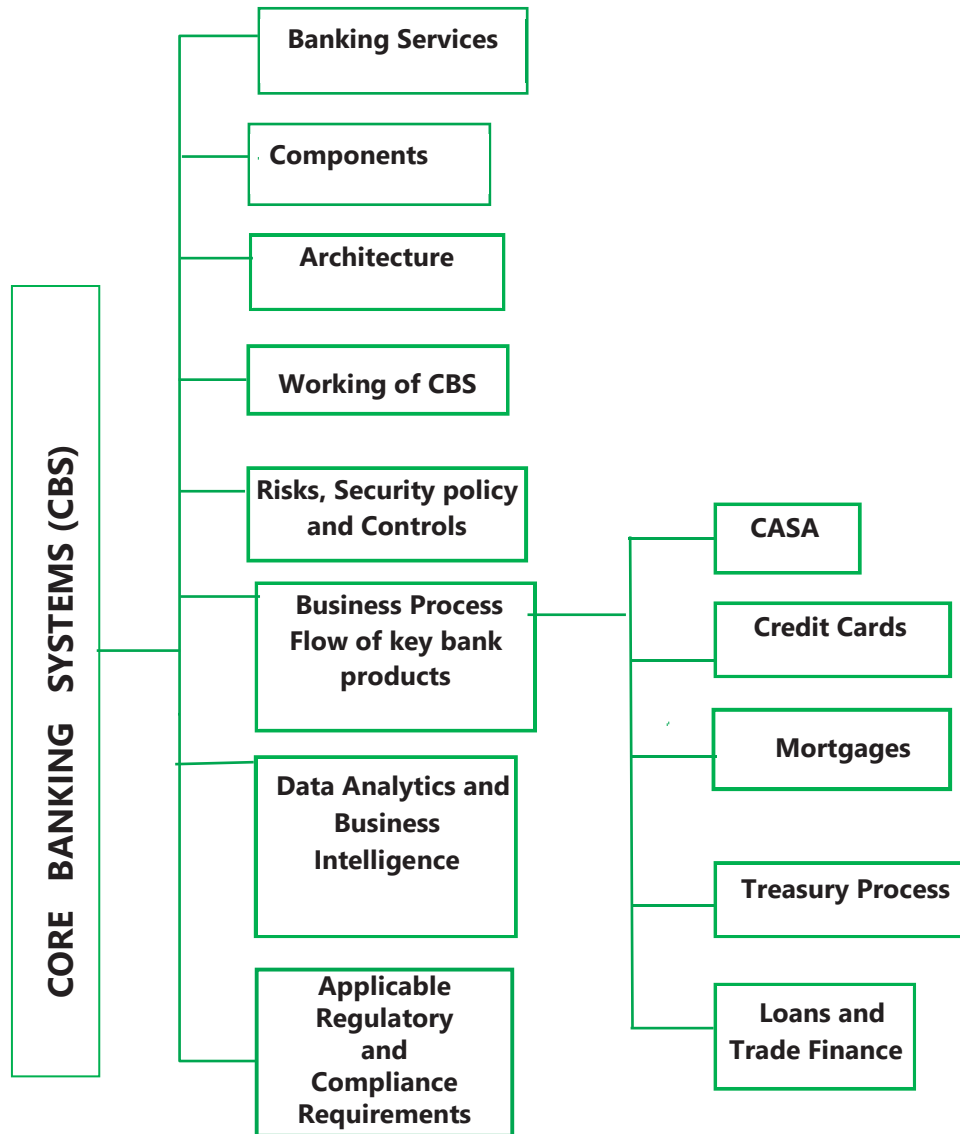 CORE BANKING SYSTEMS (CBS)
Banking Services
Components
Architecture
Working of CBS
Risks, Security policy
and Controls
Business Process
Flow of key bank
products
Data Analytics and
Business
Intelligence
Applicable
Regulatory
and
Compliance
Requirements
CASA
Credit Cards
Mortgages
Treasury Process
Loans and
Trade Finance